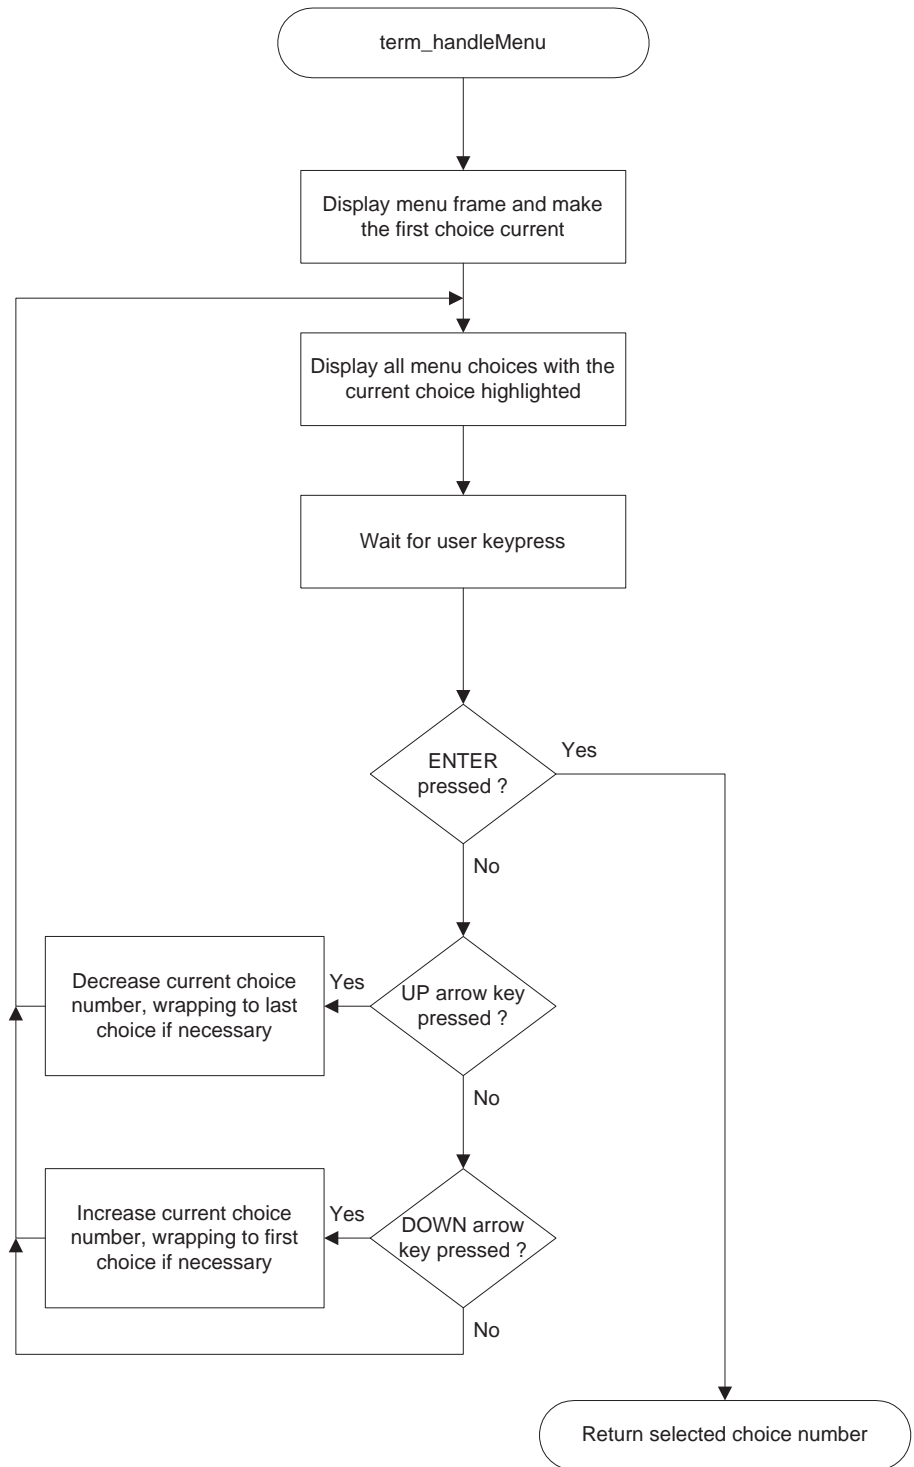 term_handleMenu
Display menu frame and make
the first choice current
Display all menu choices with the
current choice highlighted
Wait for user keypress
ENTER
pressed ?
Yes
No
UP arrow key
pressed ?
Yes
Decrease current choice
number, wrapping to last
choice if necessary
No
DOWN arrow
key pressed ?
Yes
Increase current choice
number, wrapping to first
choice if necessary
No
Return selected choice number